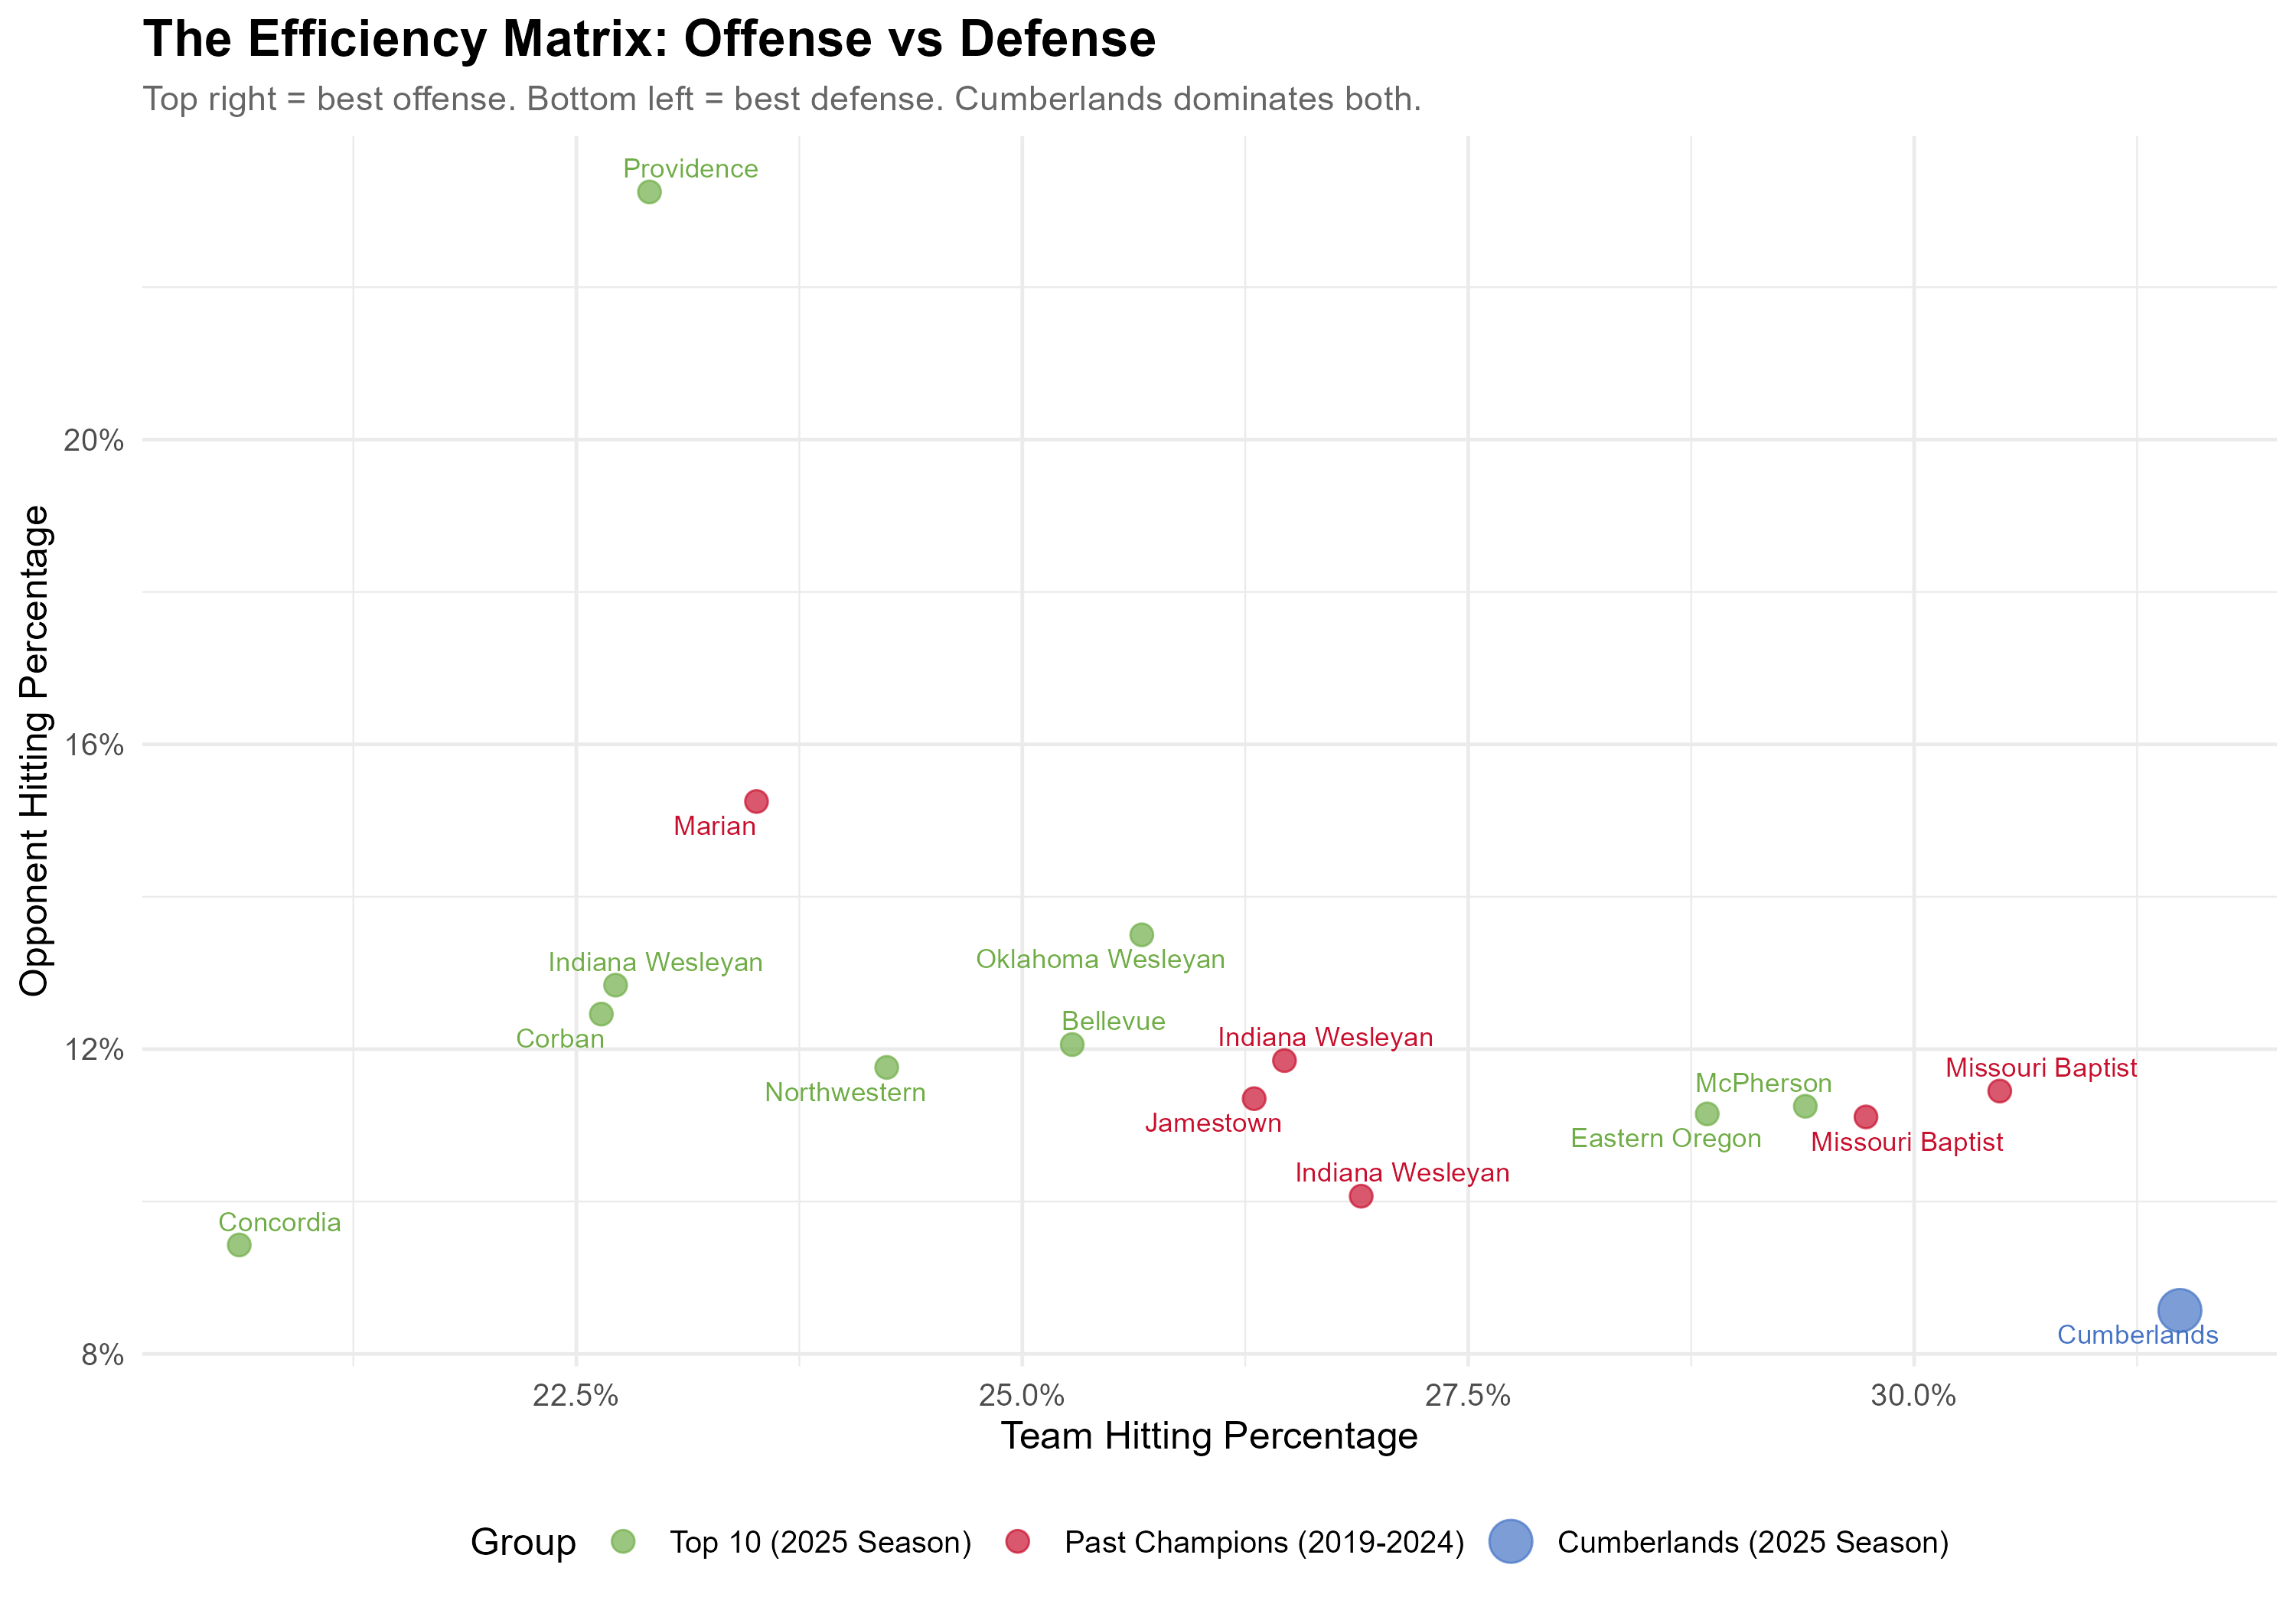 The Efficiency Matrix: Offense vs Defense
Top right = best offense. Bottom left = best defense. Cumberlands dominates both.
Providence
20%
Opponent Hitting Percentage
16%
Marian
Oklahoma Wesleyan
Indiana Wesleyan
Bellevue
Corban
Indiana Wesleyan
12%
Missouri Baptist
McPherson
Northwestern
Jamestown
Eastern Oregon
Missouri Baptist
Indiana Wesleyan
Concordia
Cumberlands
8%
22.5%
25.0%
27.5%
30.0%
Team Hitting Percentage
Group
Top 10 (2025 Season)
Past Champions (2019-2024)
Cumberlands (2025 Season)